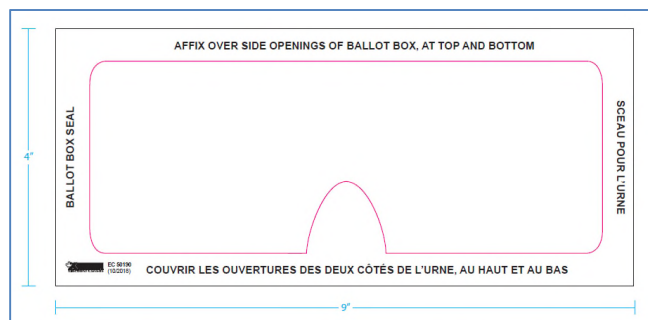 AFFIX OVER SIDE OPENINGS OF BALLOT BOX, AT TOP AND BOTTOM
BALLOT BOX SEAL
SCEAU POUR L'URNE
4"
EC 50190
(10/2018)
COUVRIR LES OUVERTURES DES DEUX CÔTÉS DE L'URNE, AU HAUT ET AU BAS
9"